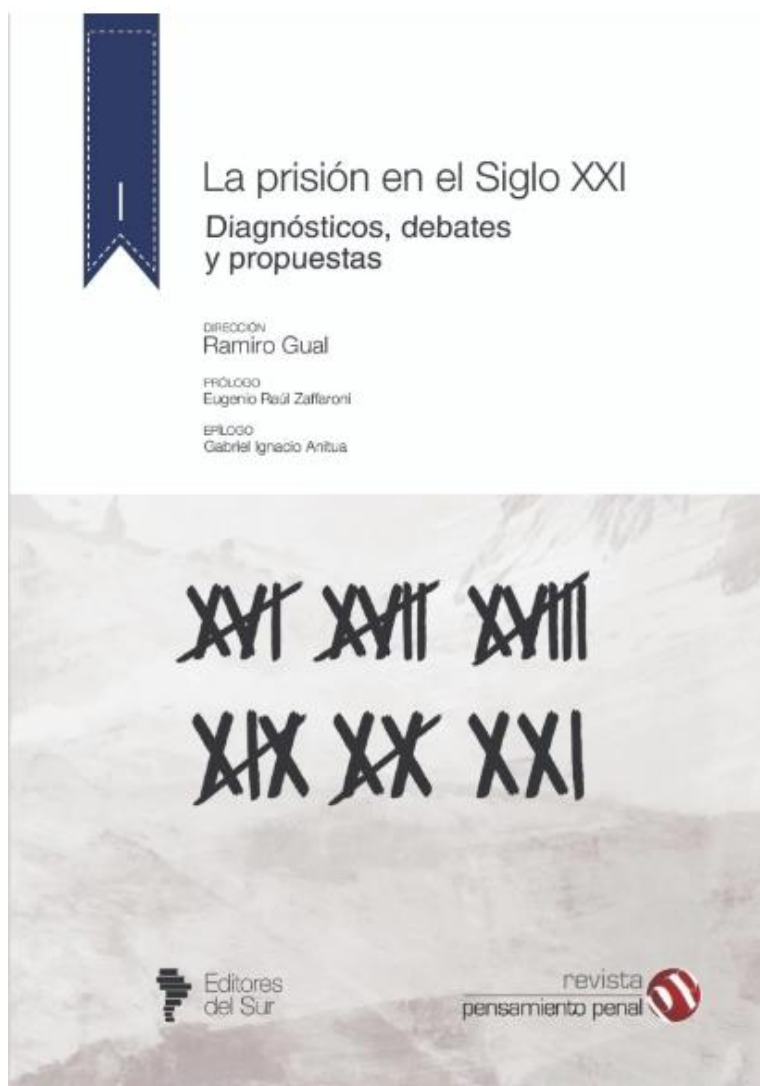 I
La prisión en el Siglo XXI
Diagnósticos, debates
y propuestas
DIRECCIÓN
Ramiro Gual
PRÓLOGO
Eugenio Raúl Zaffaroni
EPÍLOGO
Gabriel Ignacio Anitua
XVI XVII XVIII
XIX XX XXI
Editores
del Sur
revista
pensamiento penal